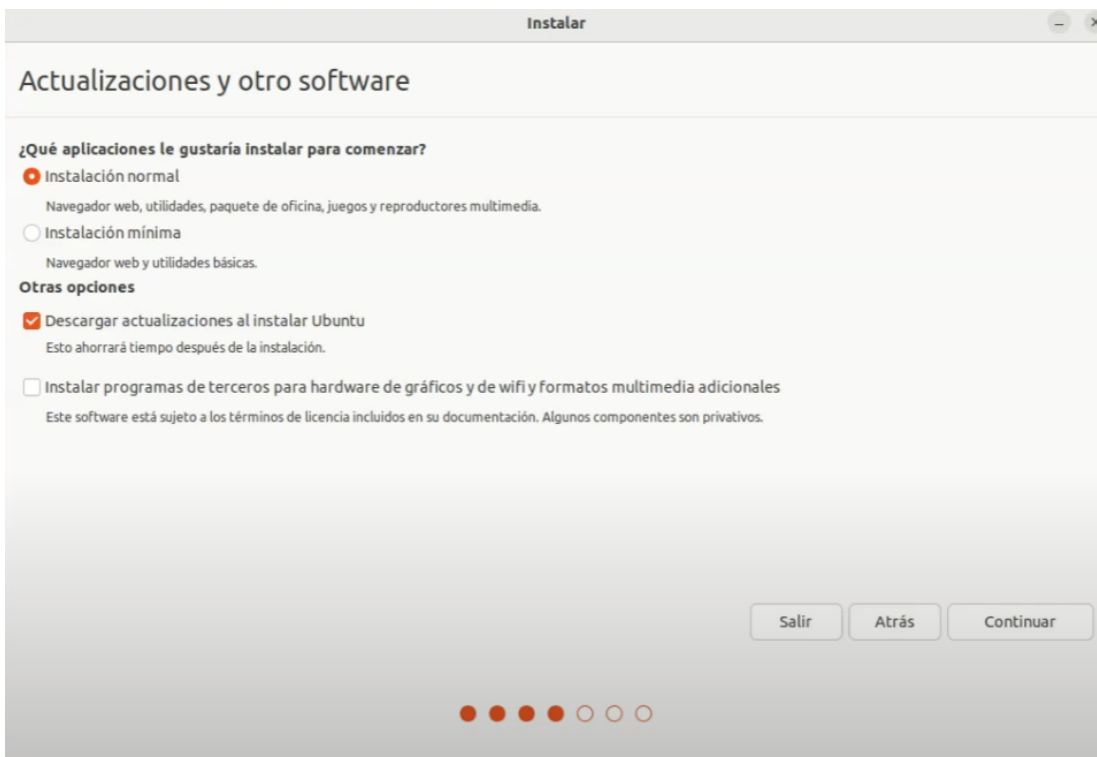 Instalar
Actualizaciones y otro software
¿Qué aplicaciones le gustaría instalar para comenzar?
Instalación normal
Navegador web, utilidades, paquete de oficina, juegos y reproductores multimedia.
Instalación mínima
Navegador web y utilidades básicas.
Otras opciones
Descargar actualizaciones al instalar Ubuntu
Esto ahorrará tiempo después de la instalación.
Instalar programas de terceros para hardware de gráficos y de wifi y formatos multimedia adicionales
Este software está sujeto a los términos de licencia incluidos en su documentación. Algunos componentes son privativos.
Salir Atrás Continuar